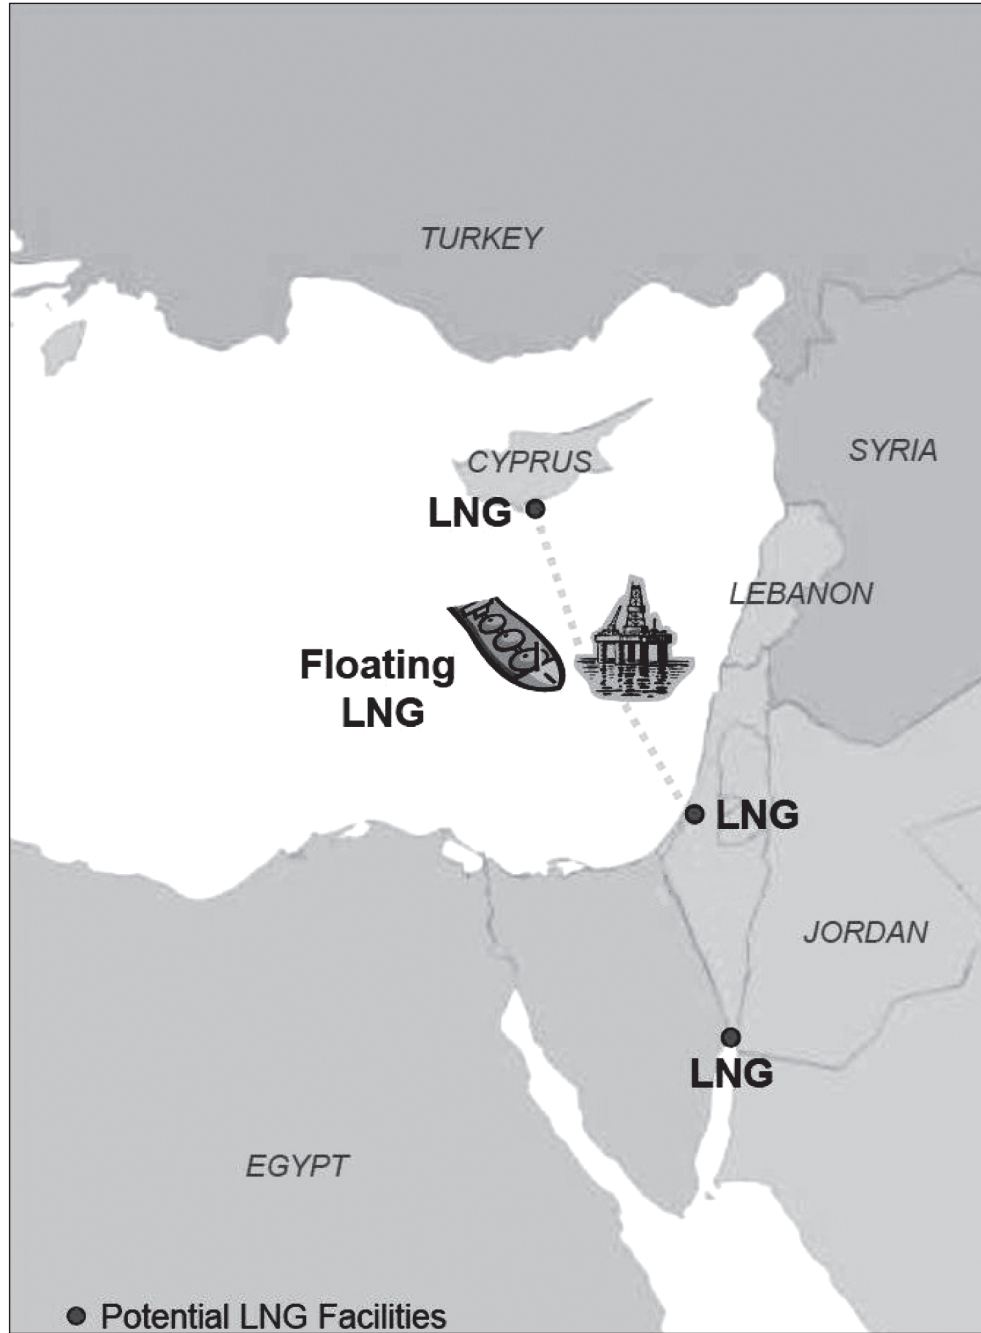 TURKEY
SYRIA
CYPRUS
LNG
LEBANON
Floating
LNG
LNG
JORDAN
LNG
EGYPT
Potential LNG Facilities